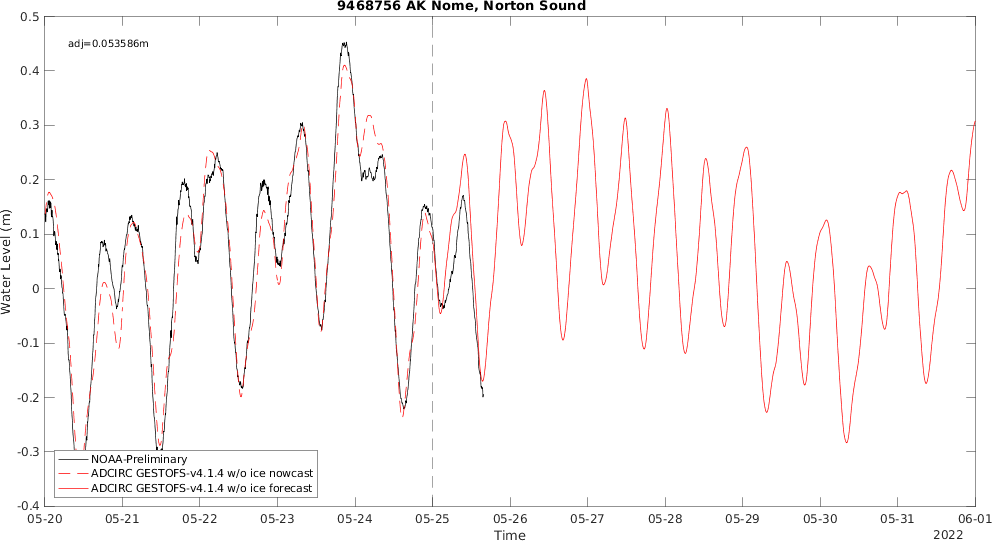 9468756 AK Nome, Norton Sound
adj=0.053586m
Water Level (m)
0.5
0.4
0.3
0.2
0.1
0
-0.1
-0.2
-0.3
-0.4
NOAA-Preliminary
ADCIRC GESTOFS-v4.1.4 w/o ice nowcast
ADCIRC GESTOFS-v4.1.4 w/o ice forecast
05-20 05-21 05-22 05-23 05-24 05-25 05-26 05-27 05-28 05-29 05-30 05-31 06-01
Time
2022